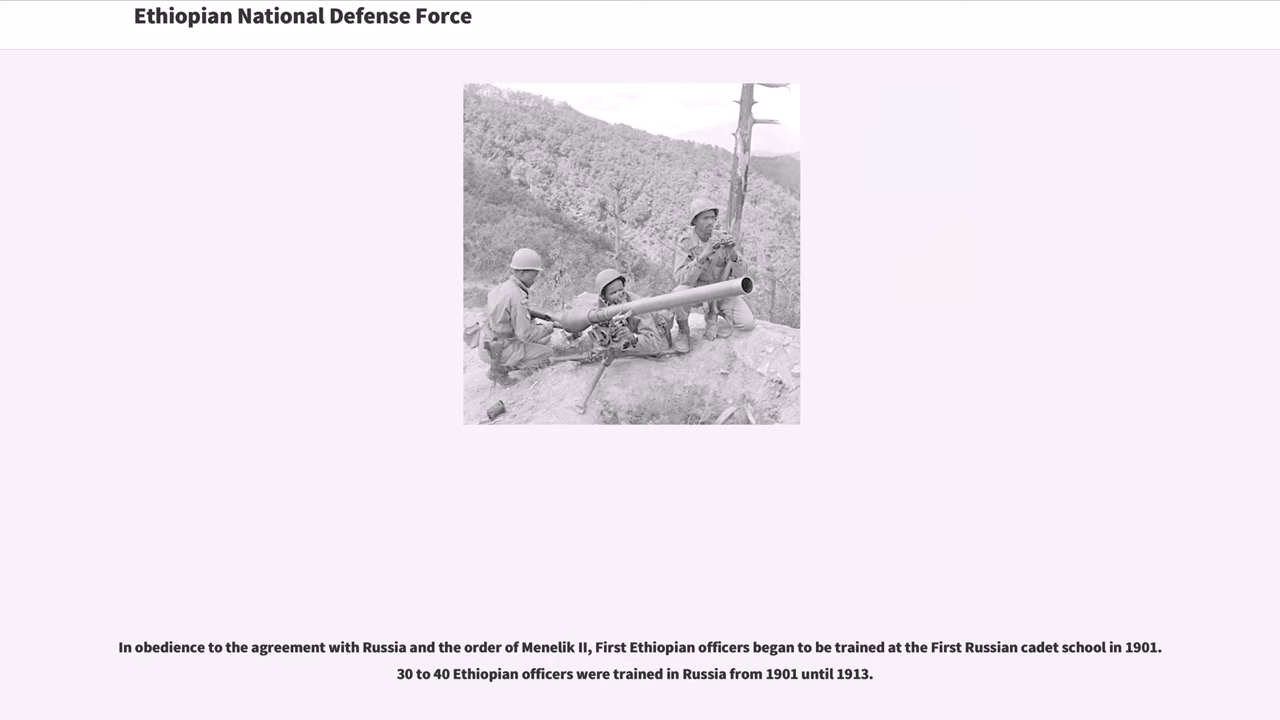 Ethiopian National Defense Force
In obedience to the agreement with Russia and the order of Menelik II, First Ethiopian officers began to be trained at the First Russian cadet school in 1901.
30 to 40 Ethiopian officers were trained in Russia from 1901 until 1913.